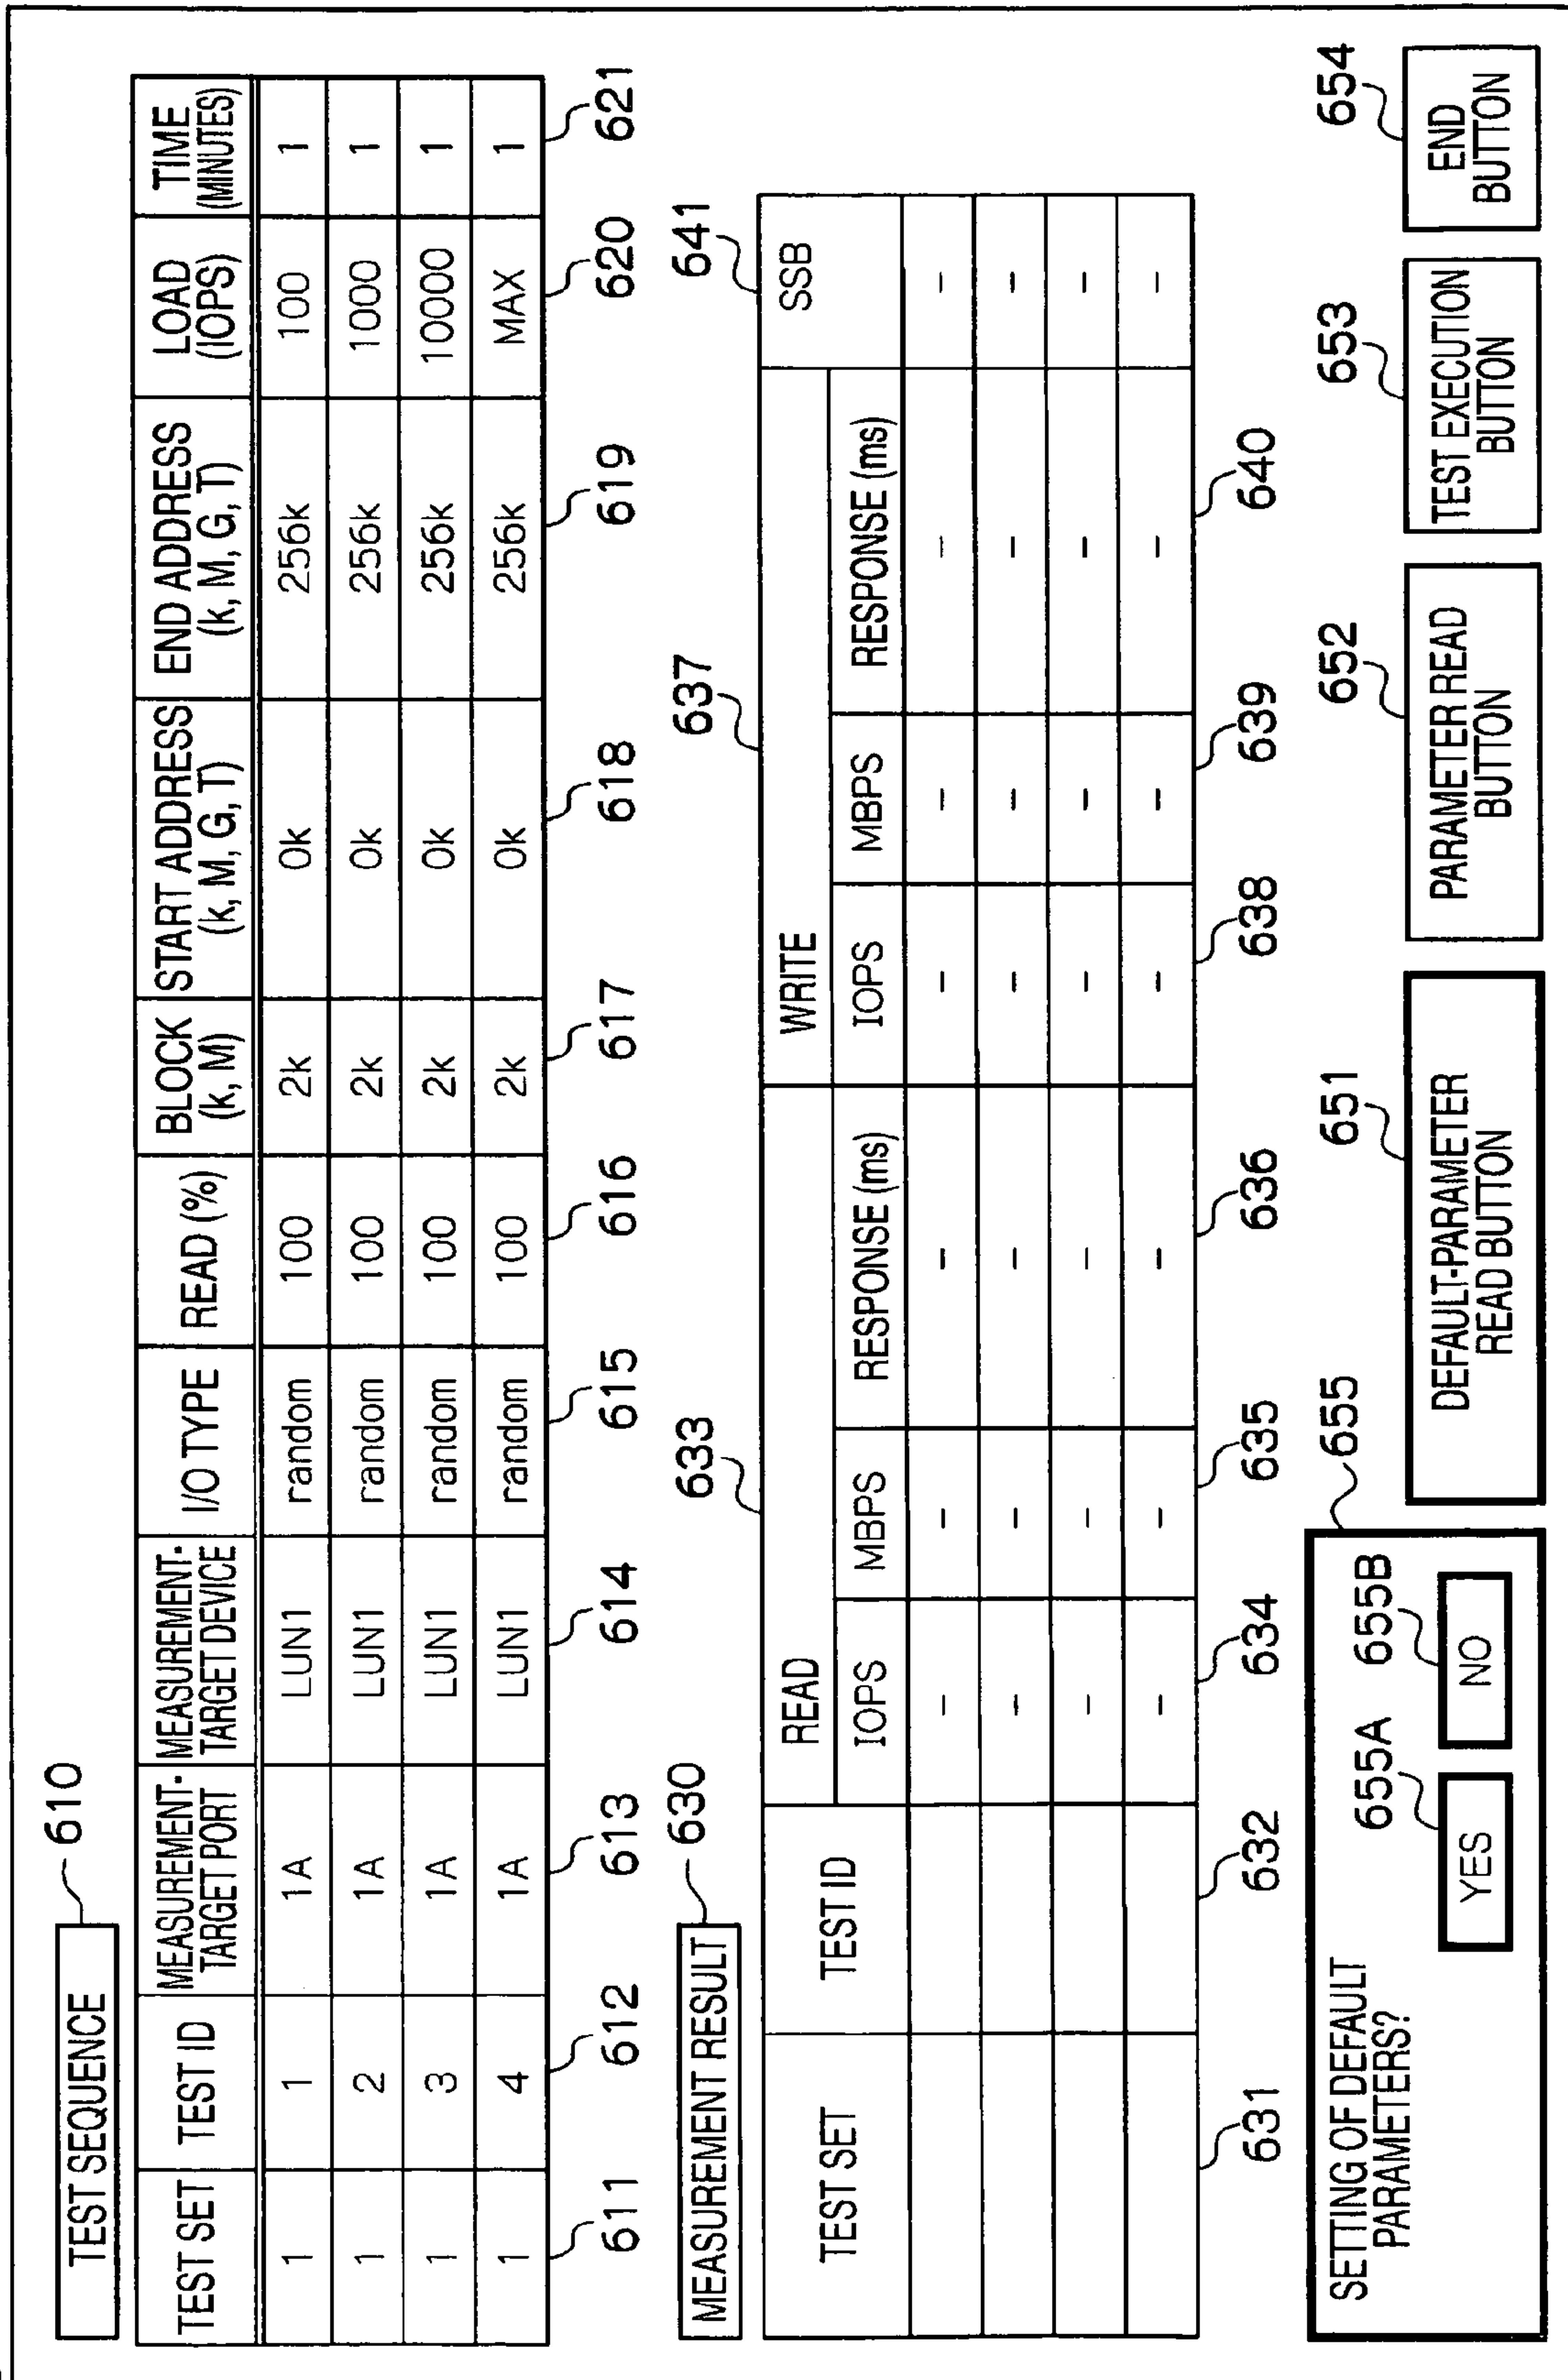 TEST SEQUENCE 610
TEST SET TEST ID MEASUREMENT-TARGET PORT MEASUREMENT-TARGET DEVICE I/O TYPE READ (%) BLOCK (k, M) START ADDRESS (k, M, G, T) END ADDRESS (k, M, G, T) LOAD (IOPS) TIME (MINUTES)
1 1 1A LUN1 random 100 2k 0k 256k 100 1
1 2 1A LUN1 random 100 2k 0k 256k 1000 1
1 3 1A LUN1 random 100 2k 0k 256k 10000 1
1 4 1A LUN1 random 100 2k 0k 256k MAX 1
611 612 613 614 615 616 617 618 619 620 621
MEASUREMENT RESULT 630
633 637 641
TEST SET TEST ID READ WRITE SSB
IOPS MBPS RESPONSE (ms) IOPS MBPS RESPONSE (ms)
– – – – – – –
– – – – – – –
– – – – – – –
– – – – – – –
631 632 634 635 636 638 639 640
SETTING OF DEFAULT
PARAMETERS?
655A 655B 655
YES NO
651 652 653 654
DEFAULT-PARAMETER
READ BUTTON
PARAMETER READ
BUTTON
TEST EXECUTION
BUTTON
END
BUTTON